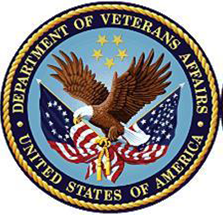 DEPARTMENT OF VETERANS AFFAIRS
UNITED STATES OF AMERICA